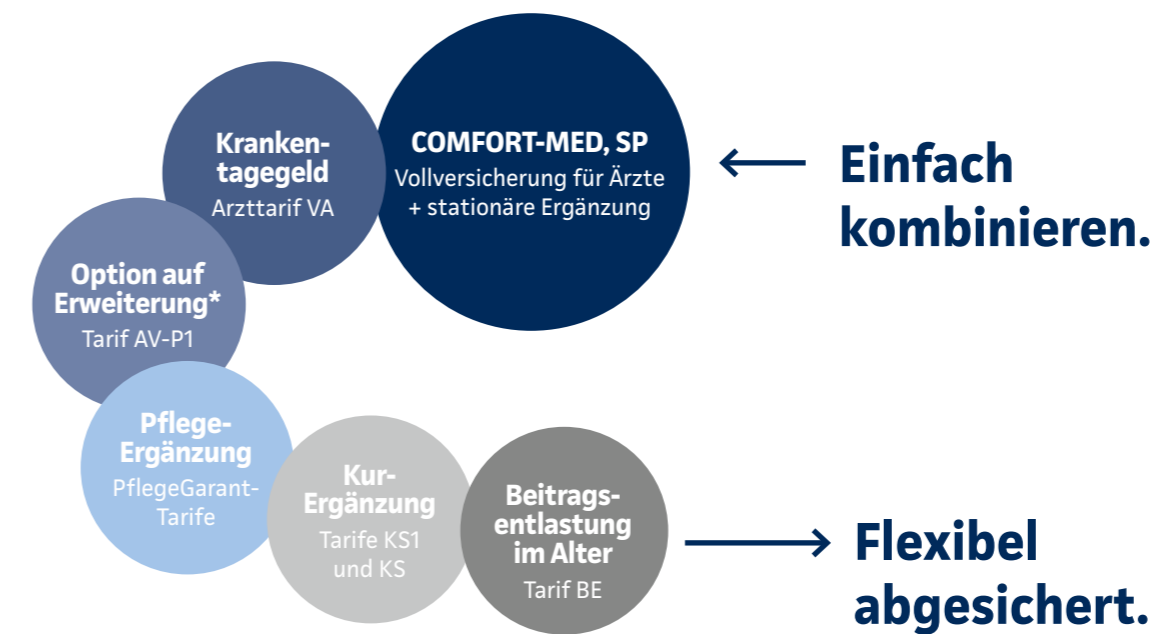 COMFORT-MED, SP
Vollversicherung für Ärzte
+ stationäre Ergänzung
Einfach
kombinieren.
Kranken-
tagegeld
Arzttarif VA
Option auf
Erweiterung*
Tarif AV-P1
Pflege-
Ergänzung
PflegeGarant-
Tarife
Kur-
Ergänzung
Tarife KS1
und KS
Beitrags-
entlastung
im Alter
Tarif BE
Flexibel
abgesichert.